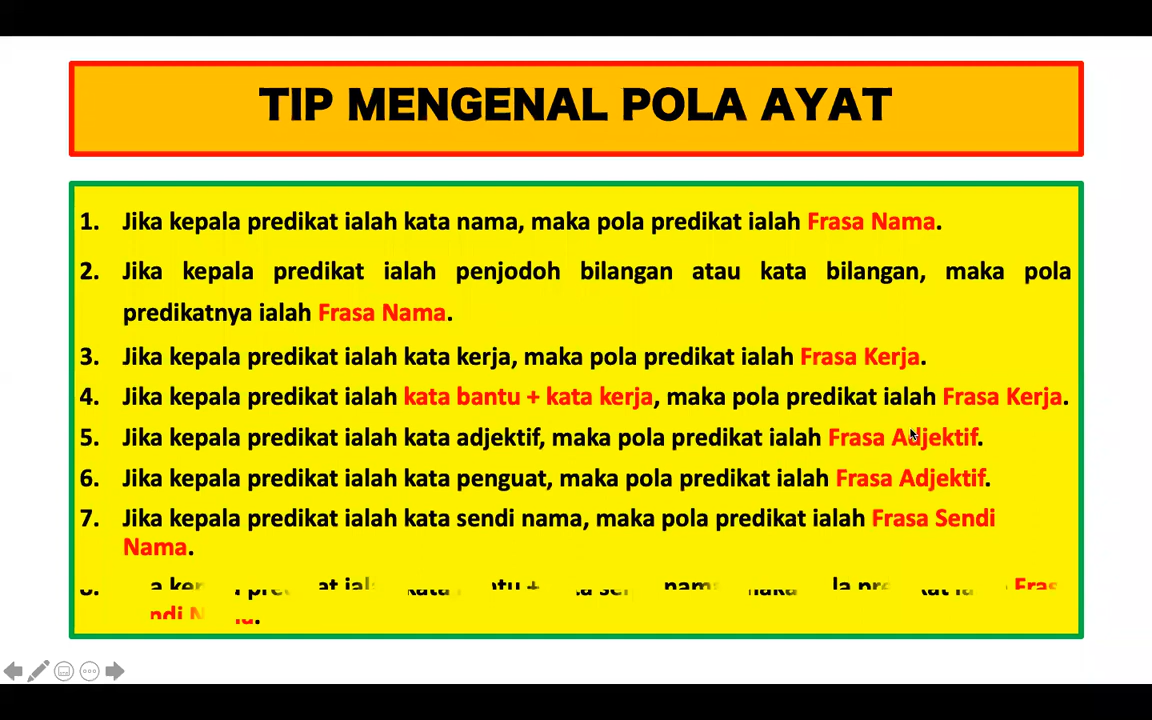 TIP MENGENAL POLA AYAT
1. Jika kepala predikat ialah kata nama, maka pola predikat ialah Frasa Nama.
2. Jika kepala predikat ialah penjodoh bilangan atau kata bilangan, maka pola
predikatnya ialah Frasa Nama.
3. Jika kepala predikat ialah kata kerja, maka pola predikat ialah Frasa Kerja.
4. Jika kepala predikat ialah kata bantu + kata kerja, maka pola predikat ialah Frasa Kerja.
5. Jika kepala predikat ialah kata adjektif, maka pola predikat ialah Frasa Adjektif.
6. Jika kepala predikat ialah kata penguat, maka pola predikat ialah Frasa Adjektif.
7. Jika kepala predikat ialah kata sendi nama, maka pola predikat ialah Frasa Sendi
Nama.